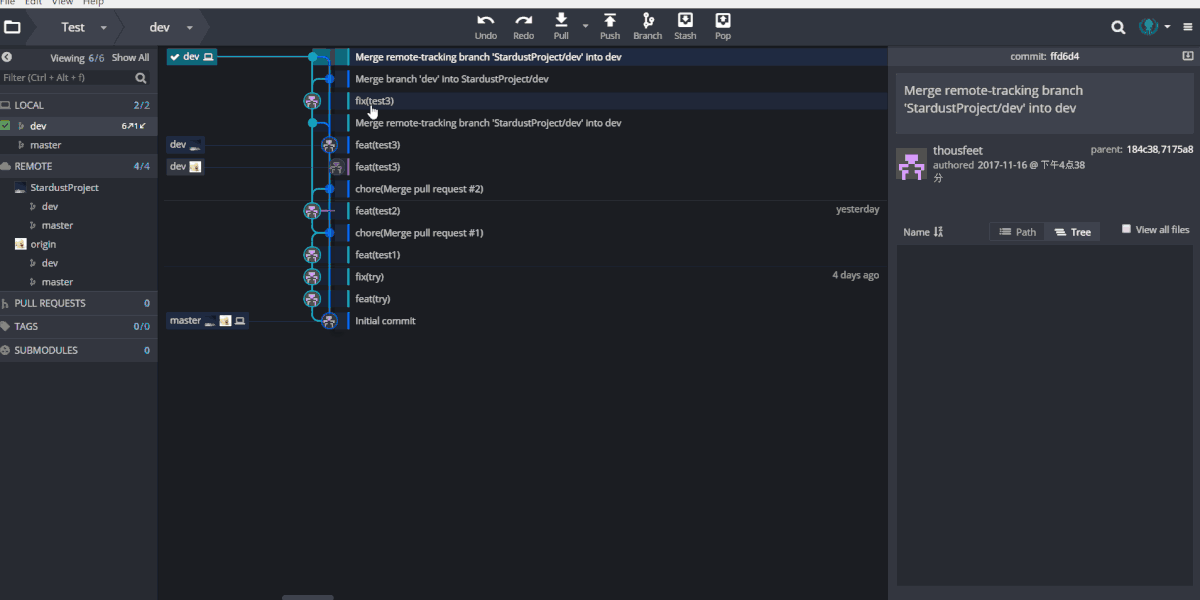 File Edit View Help
Test dev
Undo Redo Pull Push Branch Stash Pop
Viewing 6/6 Show All
Filter (Ctrl + Alt + f)
LOCAL 2/2
dev 6↗1↙
master
REMOTE 4/4
StardustProject
dev
master
origin
dev
master
PULL REQUESTS 0
TAGS 0/0
SUBMODULES 0
dev Merge remote-tracking branch 'StardustProject/dev' into dev
Merge branch 'dev' into StardustProject/dev
fix(test3)
Merge remote-tracking branch 'StardustProject/dev' into dev
dev feat(test3)
dev feat(test3)
chore(Merge pull request #2)
feat(test2) yesterday
chore(Merge pull request #1)
feat(test1)
fix(try) 4 days ago
feat(try)
master Initial commit
commit: ffd6d4
Merge remote-tracking branch
'StardustProject/dev' into dev
thousfeet parent: 184c38,7175a8
authored 2017-11-16 @ 下午4点38
分
Name Path Tree View all files